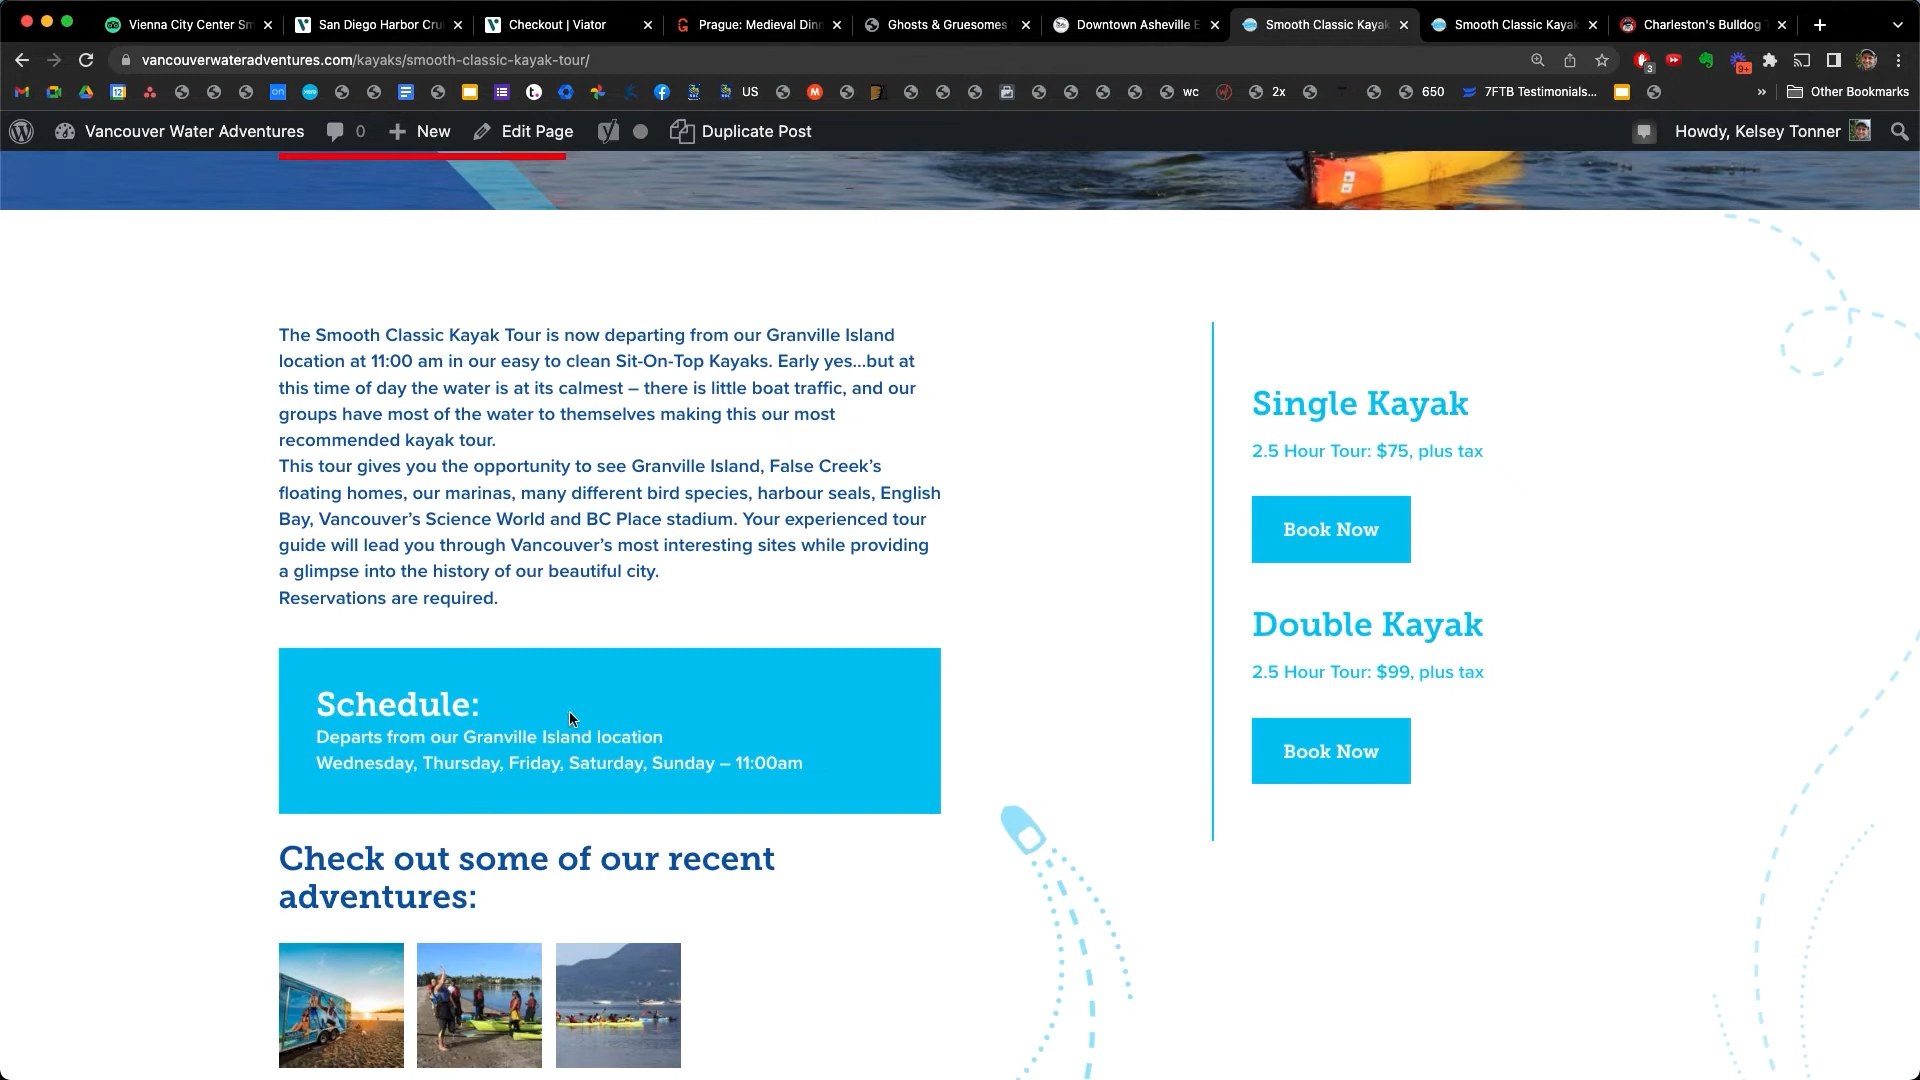 Vienna City Center Sm
San Diego Harbor Cru
Checkout | Viator
Prague: Medieval Dinn
Ghosts & Gruesomes
Downtown Asheville E
Smooth Classic Kayak
Smooth Classic Kayak
Charleston's Bulldog T
vancouverwateradventures.com/kayaks/smooth-classic-kayak-tour/
3
9+
12
on
US
wc
2x
650
7FTB Testimonials...
»
Other Bookmarks
Vancouver Water Adventures
0
New
Edit Page
Duplicate Post
Howdy, Kelsey Tonner
The Smooth Classic Kayak Tour is now departing from our Granville Island
location at 11:00 am in our easy to clean Sit-On-Top Kayaks. Early yes...but at
this time of day the water is at its calmest – there is little boat traffic, and our
groups have most of the water to themselves making this our most
recommended kayak tour.
This tour gives you the opportunity to see Granville Island, False Creek's
floating homes, our marinas, many different bird species, harbour seals, English
Bay, Vancouver's Science World and BC Place stadium. Your experienced tour
guide will lead you through Vancouver's most interesting sites while providing
a glimpse into the history of our beautiful city.
Reservations are required.
Schedule:
Departs from our Granville Island location
Wednesday, Thursday, Friday, Saturday, Sunday – 11:00am
Check out some of our recent
adventures:
Single Kayak
2.5 Hour Tour: $75, plus tax
Book Now
Double Kayak
2.5 Hour Tour: $99, plus tax
Book Now